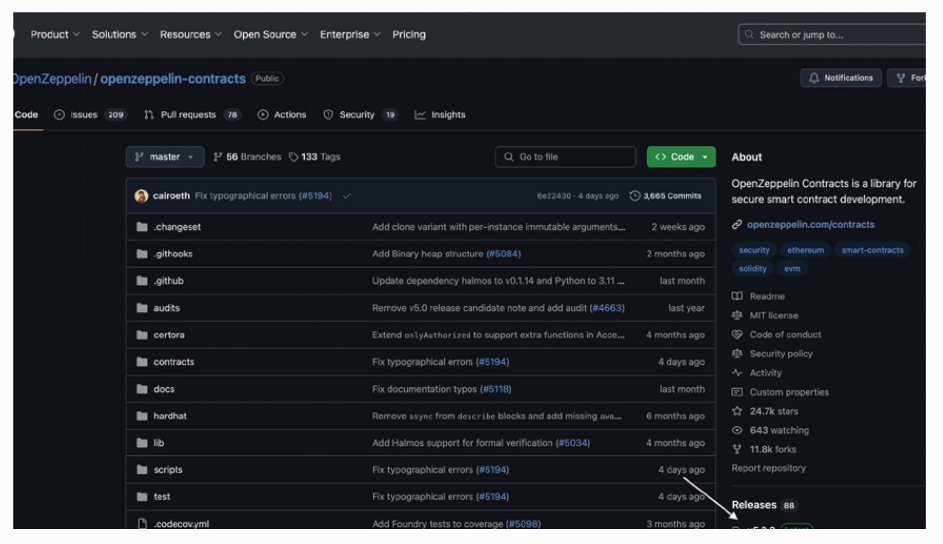 Product Solutions Resources Open Source Enterprise Pricing Search or jump to...
OpenZeppelin / openzeppelin-contracts Public Notifications Fork
Code Issues 209 Pull requests 78 Actions Security 19 Insights
master 56 Branches 133 Tags Go to file Code
cairoeth Fix typographical errors (#5194) 6e22430 · 4 days ago 3,665 Commits
.changeset Add clone variant with per-instance immutable arguments... 2 weeks ago
.githooks Add Binary heap structure (#5084) 2 months ago
.github Update dependency halmos to v0.1.14 and Python to 3.11 ... last month
audits Remove v5.0 release candidate note and add audit (#4663) last year
certora Extend onlyAuthorized to support extra functions in Acce... 4 months ago
contracts Fix typographical errors (#5194) 4 days ago
docs Fix documentation typos (#5118) last month
hardhat Remove async from describe blocks and add missing awa... 6 months ago
lib Add Halmos support for formal verification (#5034) 4 months ago
scripts Fix typographical errors (#5194) 4 days ago
test Fix typographical errors (#5194) 4 days ago
.codecov.yml Add Foundry tests to coverage (#5098) 3 months ago
About
OpenZeppelin Contracts is a library for
secure smart contract development.
openzeppelin.com/contracts
security ethereum smart-contracts
solidity evm
Readme
MIT license
Code of conduct
Security policy
Activity
Custom properties
24.7k stars
643 watching
11.8k forks
Report repository
Releases 88
Latest